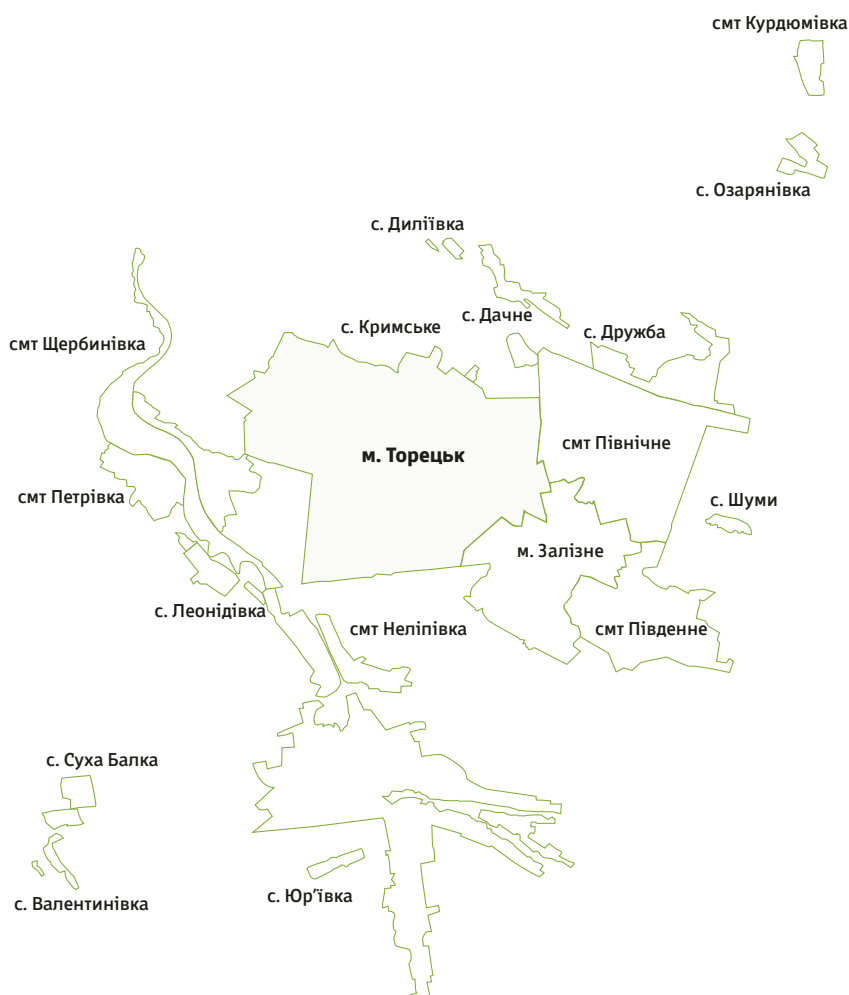 смт Курдюмівка
с. Озарянівка
с. Диліївка
с. Дачне
с. Кримське
с. Дружба
смт Щербинівка
смт Північне
м. Торецьк
смт Петрівка
с. Шуми
м. Залізне
с. Леонідівка
смт Неліпівка
смт Південне
с. Суха Балка
с. Юр’ївка
с. Валентинівка